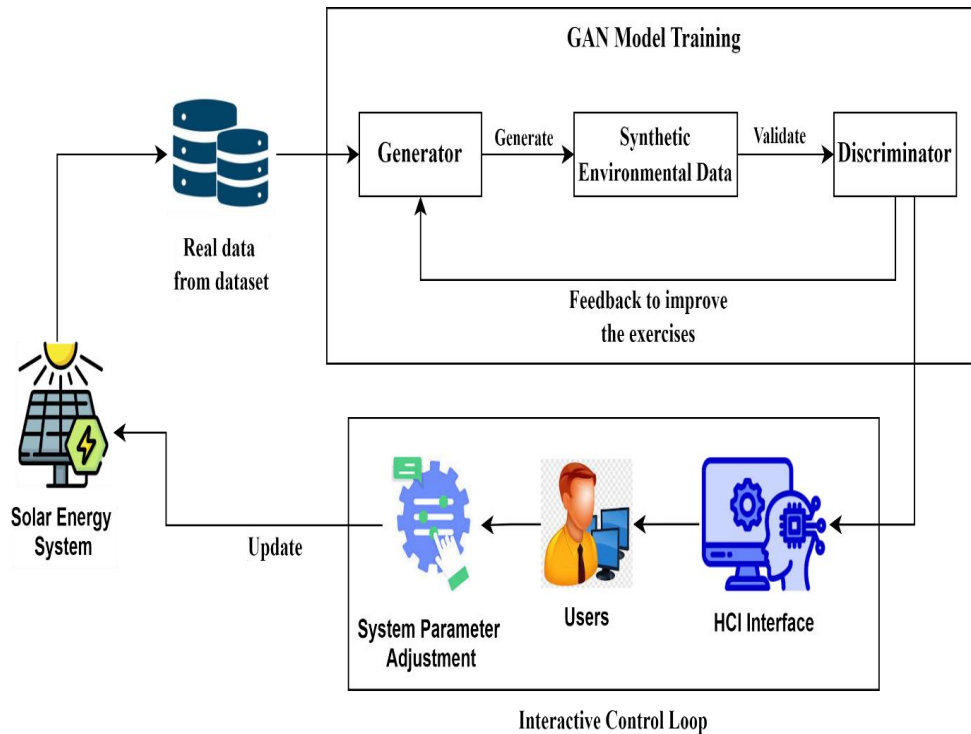 GAN Model Training
Generator
Generate
Synthetic
Environmental Data
Validate
Discriminator
Real data
from dataset
Feedback to improve
the exercises
Solar Energy
System
Update
System Parameter
Adjustment
Users
HCI Interface
Interactive Control Loop